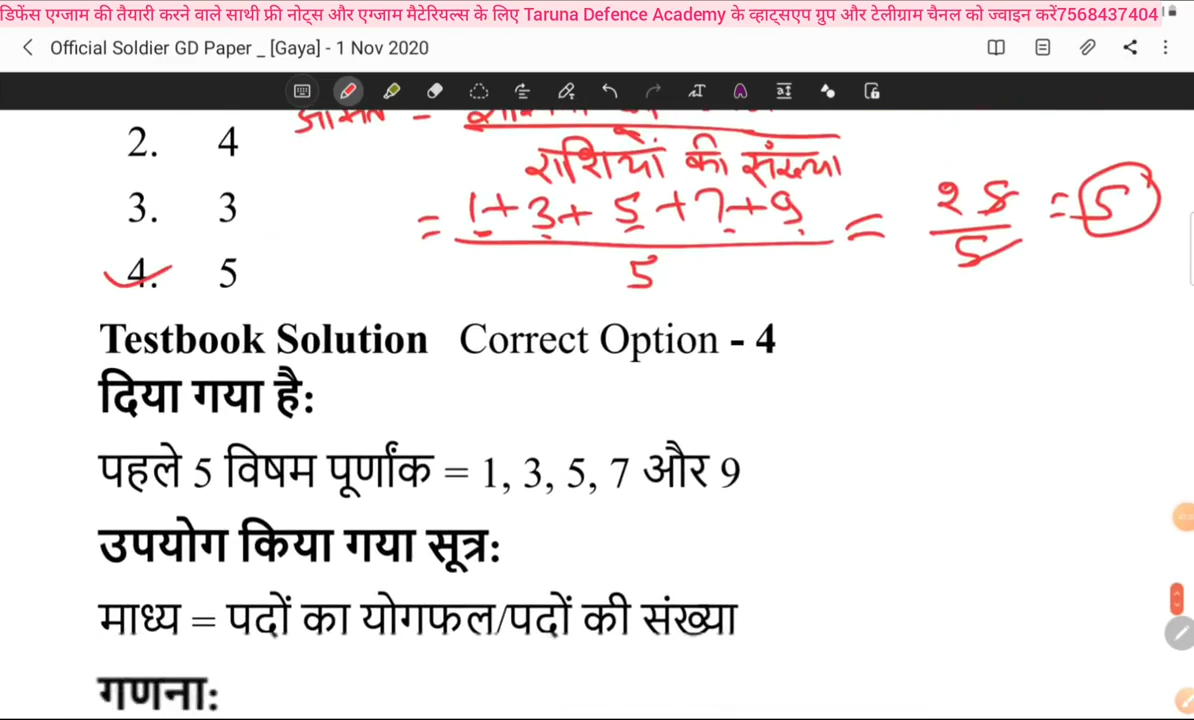 डिफेंस एग्जाम की तैयारी करने वाले साथी फ्री नोट्स और एग्जाम मैटेरियल्स के लिए Taruna Defence Academy के व्हाट्सएप ग्रुप और टेलीग्राम चैनल को ज्वाइन करें7568437404
Official Soldier GD Paper _ [Gaya] - 1 Nov 2020
2. 4
राशियों की संख्या
3. 3
= 1+3+5+7+9 / 5 = 25/5 = 5
4. 5
Testbook Solution Correct Option - 4
दिया गया है:
पहले 5 विषम पूर्णांक = 1, 3, 5, 7 और 9
उपयोग किया गया सूत्र:
माध्य = पदों का योगफल/पदों की संख्या
गणना: